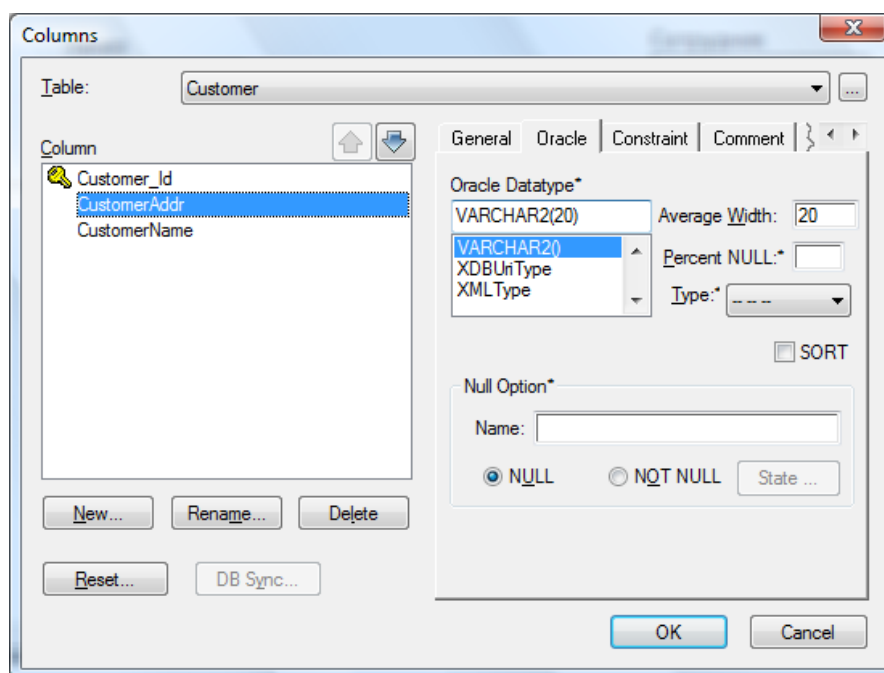 Columns
Table: Customer ...
Column
Customer_Id
CustomerAddr
CustomerName
New... Rename... Delete
Reset... DB Sync...
General Oracle Constraint Comment
Oracle Datatype*
VARCHAR2(20) Average Width: 20
VARCHAR2()
XDBUriType
XMLType
Percent NULL:*
Type:* -- -- --
SORT
Null Option*
Name:
NULL NOT NULL State ...
OK Cancel